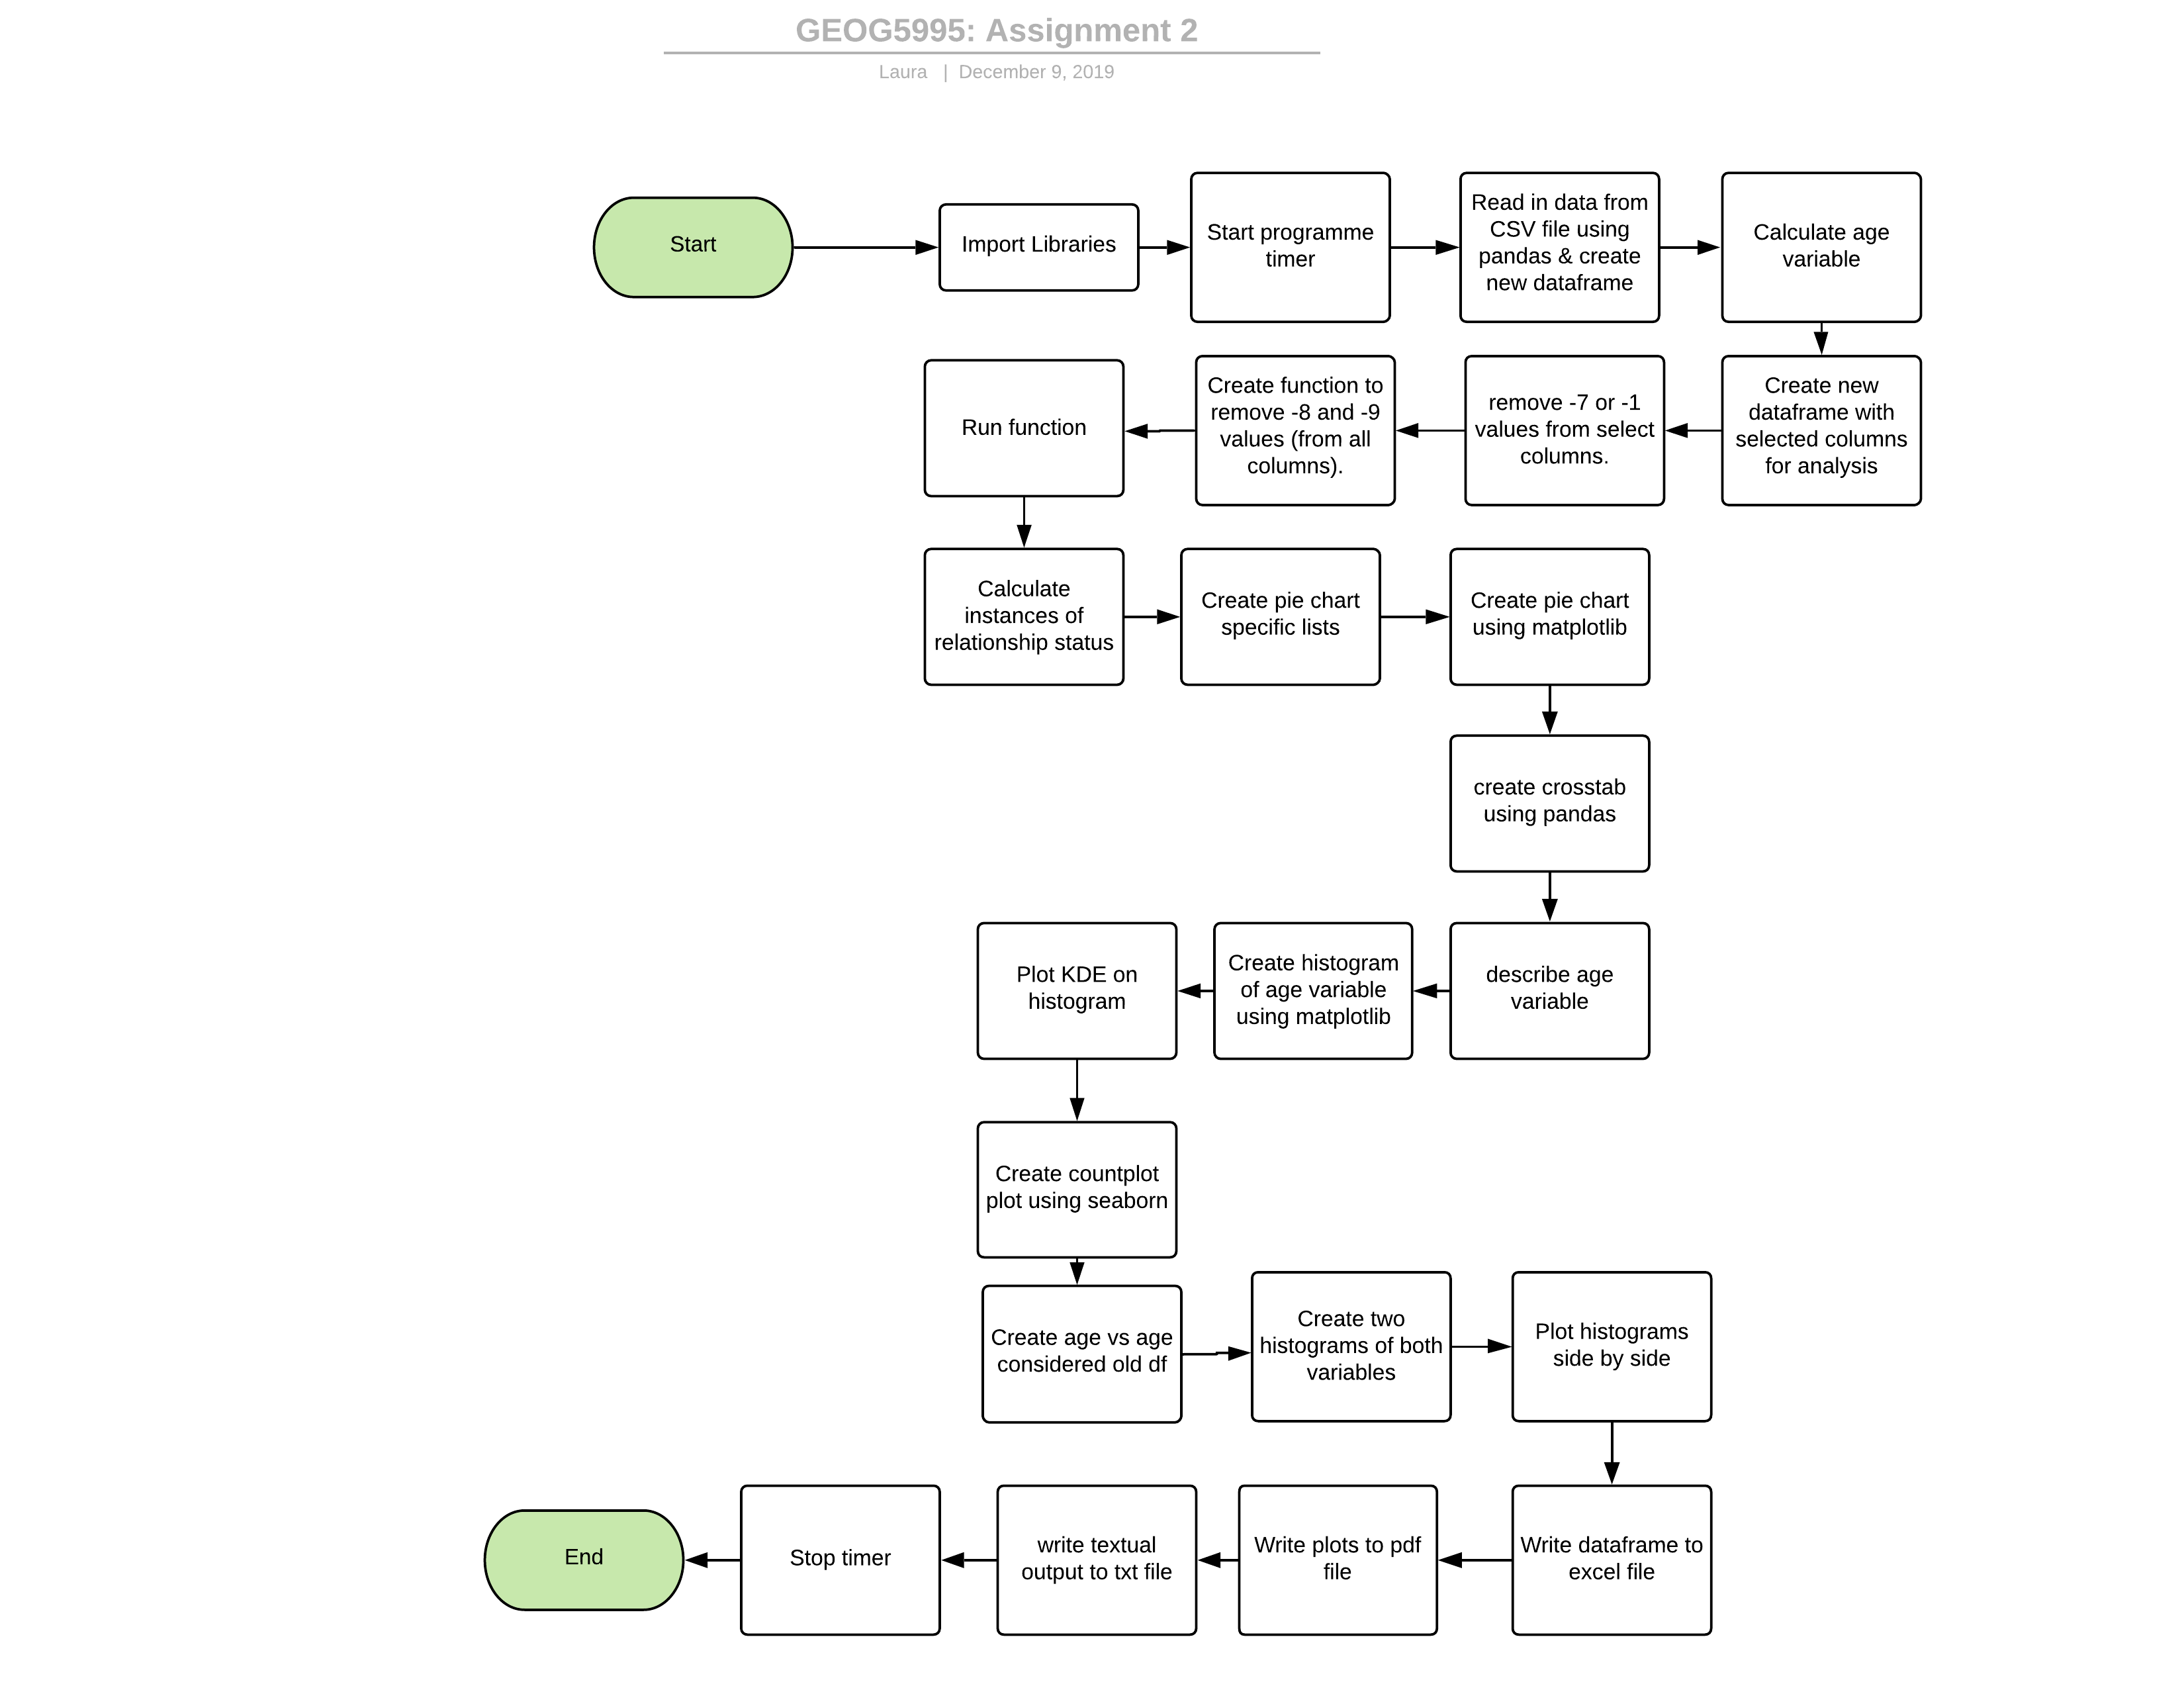 GEOG5995: Assignment 2
Laura | December 9, 2019
Start
Import Libraries
Start programme
timer
Read in data from
CSV file using
pandas & create
new dataframe
Calculate age
variable
Create new
dataframe with
selected columns
for analysis
remove -7 or -1
values from select
columns.
Create function to
remove -8 and -9
values (from all
columns).
Run function
Calculate
instances of
relationship status
Create pie chart
specific lists
Create pie chart
using matplotlib
create crosstab
using pandas
describe age
variable
Create histogram
of age variable
using matplotlib
Plot KDE on
histogram
Create countplot
plot using seaborn
Create age vs age
considered old df
Create two
histograms of both
variables
Plot histograms
side by side
Write dataframe to
excel file
Write plots to pdf
file
write textual
output to txt file
Stop timer
End